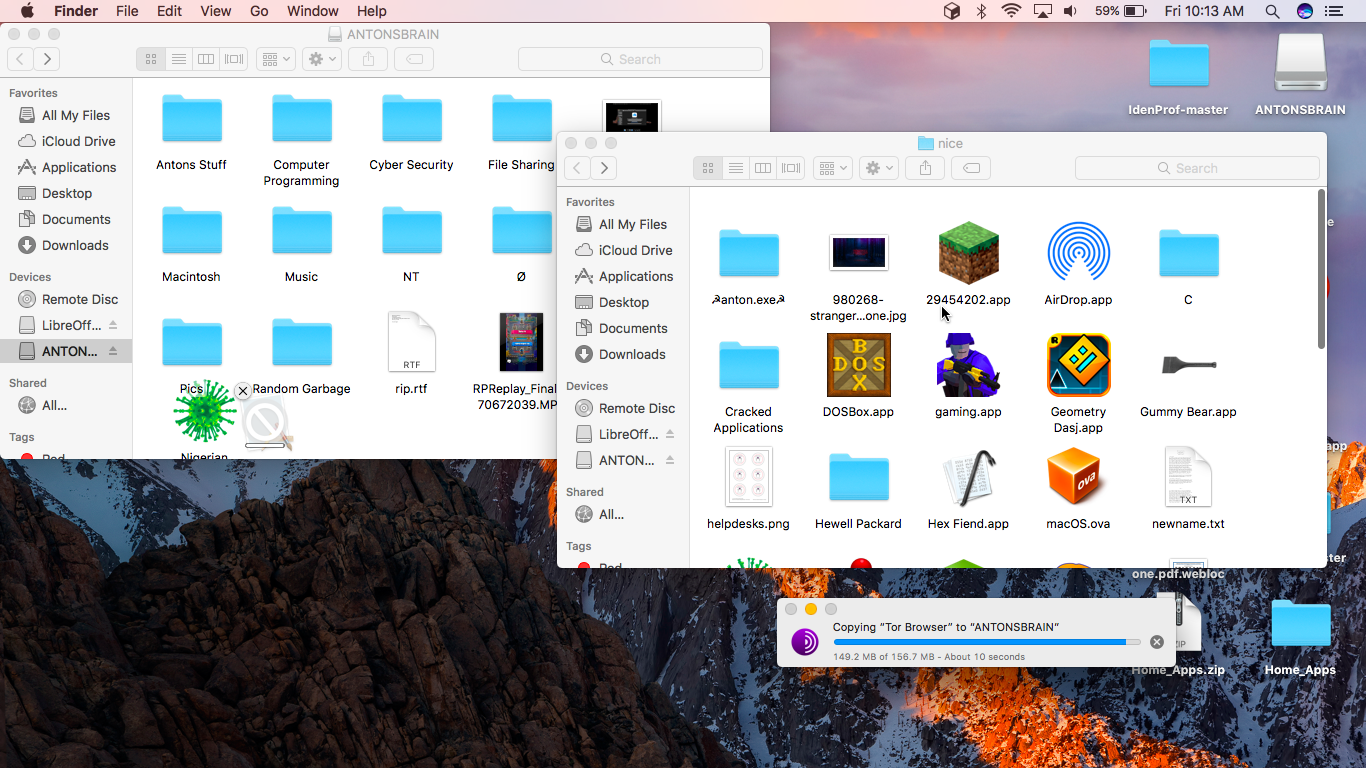 Finder File Edit View Go Window Help 59% Fri 10:13 AM
ANTONSBRAIN
Search
Favorites
All My Files
iCloud Drive
Applications
Desktop
Documents
Downloads
Devices
Remote Disc
LibreOff...
ANTON...
Shared
All...
Tags
Red
Antons Stuff
Computer
Programming
Cyber Security
File Sharing
Macintosh
Music
NT
Ø
Pics
Random Garbage
RTF
rip.rtf
RPReplay_Final
70672039.MP
Nigerian
nice
Search
Favorites
All My Files
iCloud Drive
Applications
Desktop
Documents
Downloads
Devices
Remote Disc
LibreOff...
ANTON...
Shared
All...
Tags
Red
☭anton.exe☭
980268-
stranger...one.jpg
29454202.app
AirDrop.app
C
Cracked
Applications
BOX
DOS
DOSBox.app
gaming.app
R
Geometry
Dasj.app
Gummy Bear.app
helpdesks.png
Hewell Packard
Hex Fiend.app
ova
macOS.ova
TXT
newname.txt
IdenProf-master
ANTONSBRAIN
e
app
ster
one.pdf.webloc
ZIP
Home_Apps.zip
Home_Apps
Copying “Tor Browser” to “ANTONSBRAIN”
149.2 MB of 156.7 MB - About 10 seconds